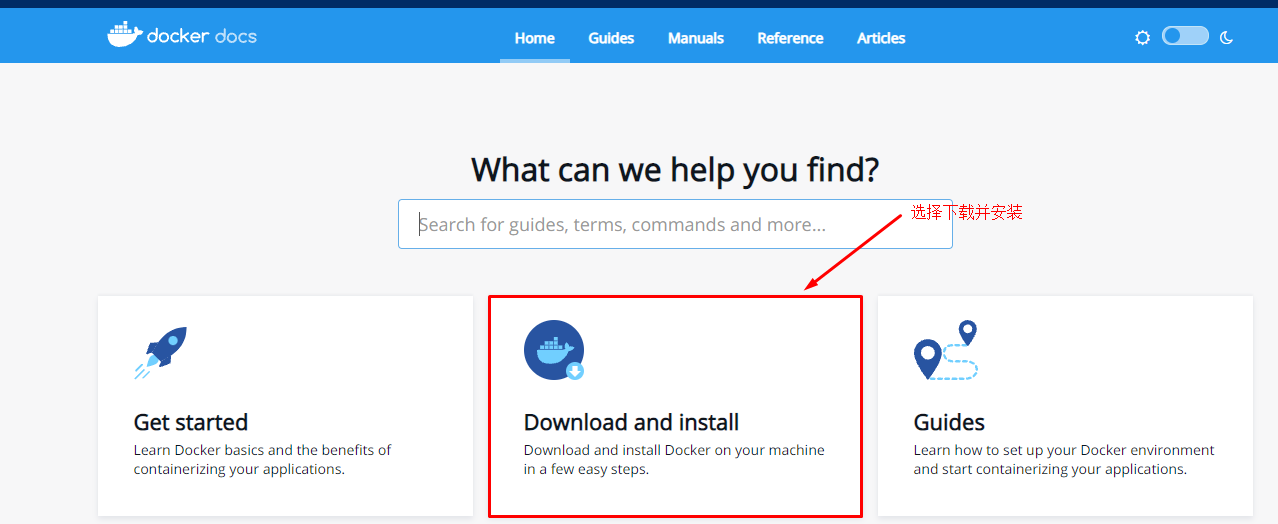 docker docs
Home Guides Manuals Reference Articles
What can we help you find?
选择下载并安装
Search for guides, terms, commands and more...
Get started
Learn Docker basics and the benefits of
containerizing your applications.
Download and install
Download and install Docker on your machine
in a few easy steps.
Guides
Learn how to set up your Docker environment
and start containerizing your applications.